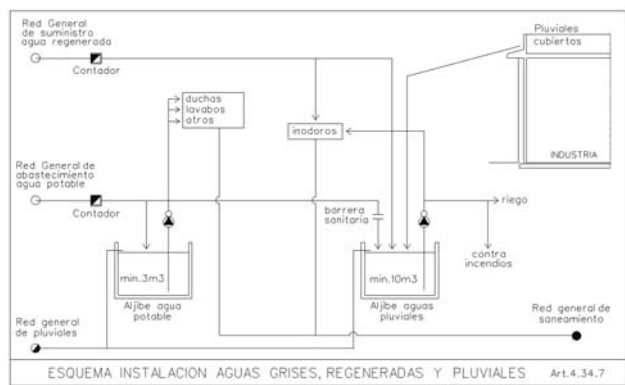 Red General
de suministro
agua regenerada
Contador
Pluviales
cubiertas
duchas
lavabos
otros
inodoros
INDUSTRIA
Red General de
abastecimiento
agua potable
Contador
barrera
sanitaria
riego
contra
incendios
min.3m3
min.10m3
Aljibe agua
potable
Aljibe aguas
pluviales
Red general
de pluviales
Red general de
saneamiento
ESQUEMA INSTALACION AGUAS GRISES, REGENERADAS Y PLUVIALES Art.4.34.7